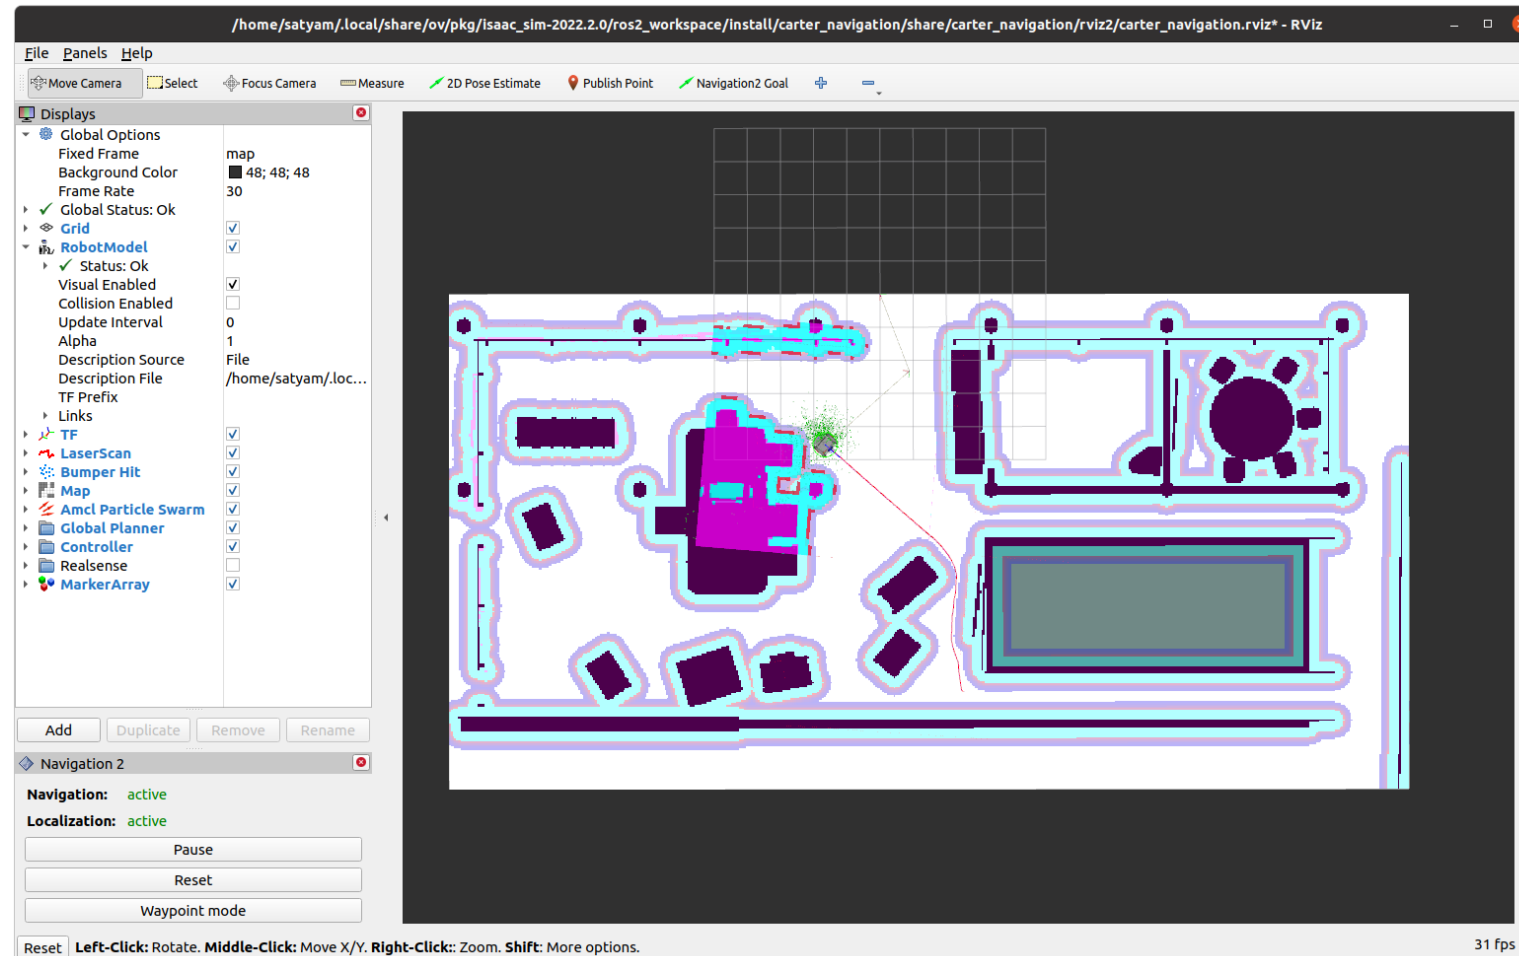 /home/satyam/.local/share/ov/pkg/isaac_sim-2022.2.0/ros2_workspace/install/carter_navigation/share/carter_navigation/rviz2/carter_navigation.rviz* - RViz
File Panels Help
Move Camera Select Focus Camera Measure 2D Pose Estimate Publish Point Navigation2 Goal
Displays
Global Options
Fixed Frame map
Background Color 48; 48; 48
Frame Rate 30
Global Status: Ok
Grid
RobotModel
Status: Ok
Visual Enabled
Collision Enabled
Update Interval 0
Alpha 1
Description Source File
Description File /home/satyam/.loc...
TF Prefix
Links
TF
LaserScan
Bumper Hit
Map
Amcl Particle Swarm
Global Planner
Controller
Realsense
MarkerArray
Add Duplicate Remove Rename
Navigation 2
Navigation: active
Localization: active
Pause
Reset
Waypoint mode
Reset Left-Click: Rotate. Middle-Click: Move X/Y. Right-Click:: Zoom. Shift: More options. 31 fps